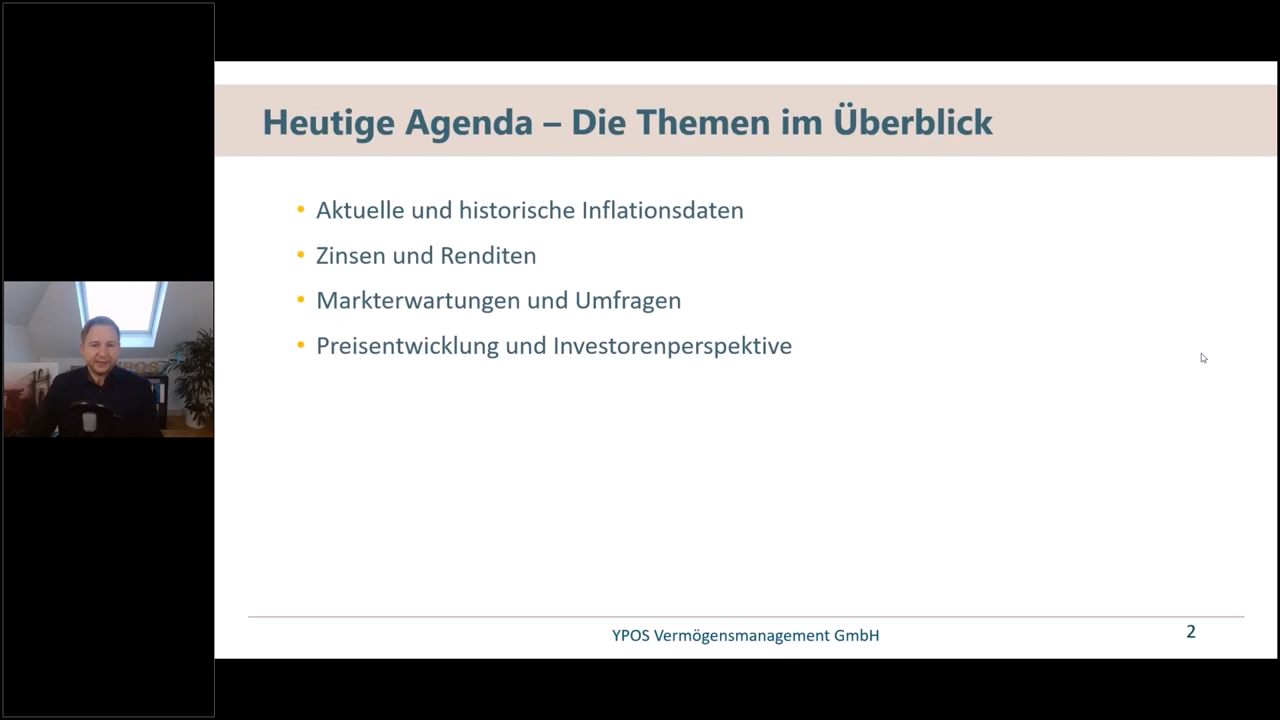 Heutige Agenda – Die Themen im Überblick
• Aktuelle und historische Inflationsdaten
• Zinsen und Renditen
• Markterwartungen und Umfragen
• Preisentwicklung und Investorenperspektive
YPOS Vermögensmanagement GmbH
2
YPOS